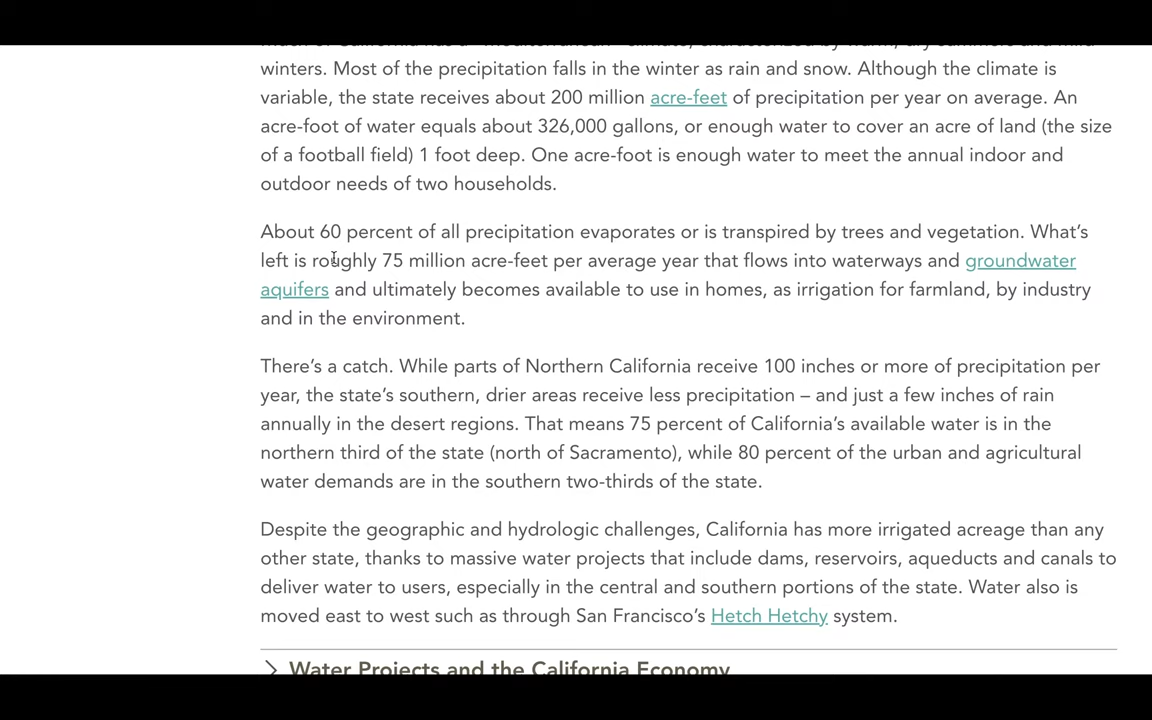 winters. Most of the precipitation falls in the winter as rain and snow. Although the climate is
variable, the state receives about 200 million acre-feet of precipitation per year on average. An
acre-foot of water equals about 326,000 gallons, or enough water to cover an acre of land (the size
of a football field) 1 foot deep. One acre-foot is enough water to meet the annual indoor and
outdoor needs of two households.
About 60 percent of all precipitation evaporates or is transpired by trees and vegetation. What’s
left is roughly 75 million acre-feet per average year that flows into waterways and groundwater
aquifers and ultimately becomes available to use in homes, as irrigation for farmland, by industry
and in the environment.
There’s a catch. While parts of Northern California receive 100 inches or more of precipitation per
year, the state’s southern, drier areas receive less precipitation – and just a few inches of rain
annually in the desert regions. That means 75 percent of California’s available water is in the
northern third of the state (north of Sacramento), while 80 percent of the urban and agricultural
water demands are in the southern two-thirds of the state.
Despite the geographic and hydrologic challenges, California has more irrigated acreage than any
other state, thanks to massive water projects that include dams, reservoirs, aqueducts and canals to
deliver water to users, especially in the central and southern portions of the state. Water also is
moved east to west such as through San Francisco’s Hetch Hetchy system.
Water Projects and the California Economy